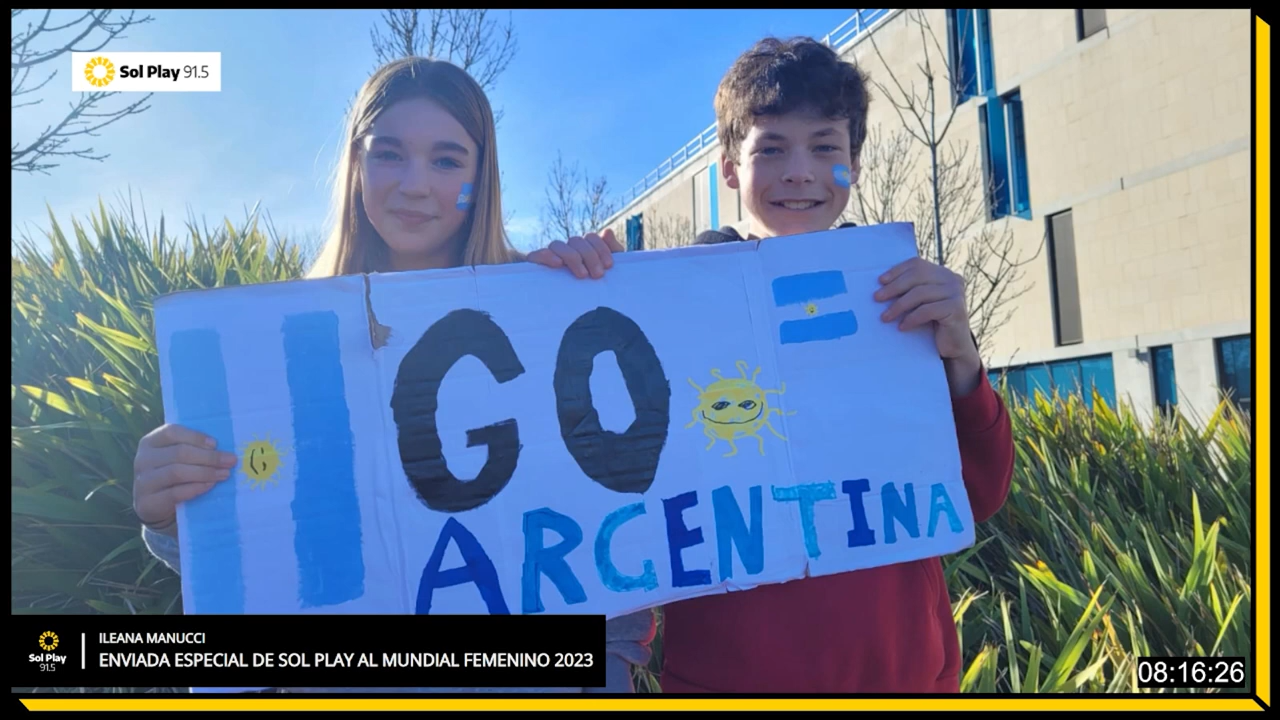 Sol Play 91.5
GO
ARGENTINA
Sol Play
91.5
ILEANA MANUCCI
ENVIADA ESPECIAL DE SOL PLAY AL MUNDIAL FEMENINO 2023
08:16:26